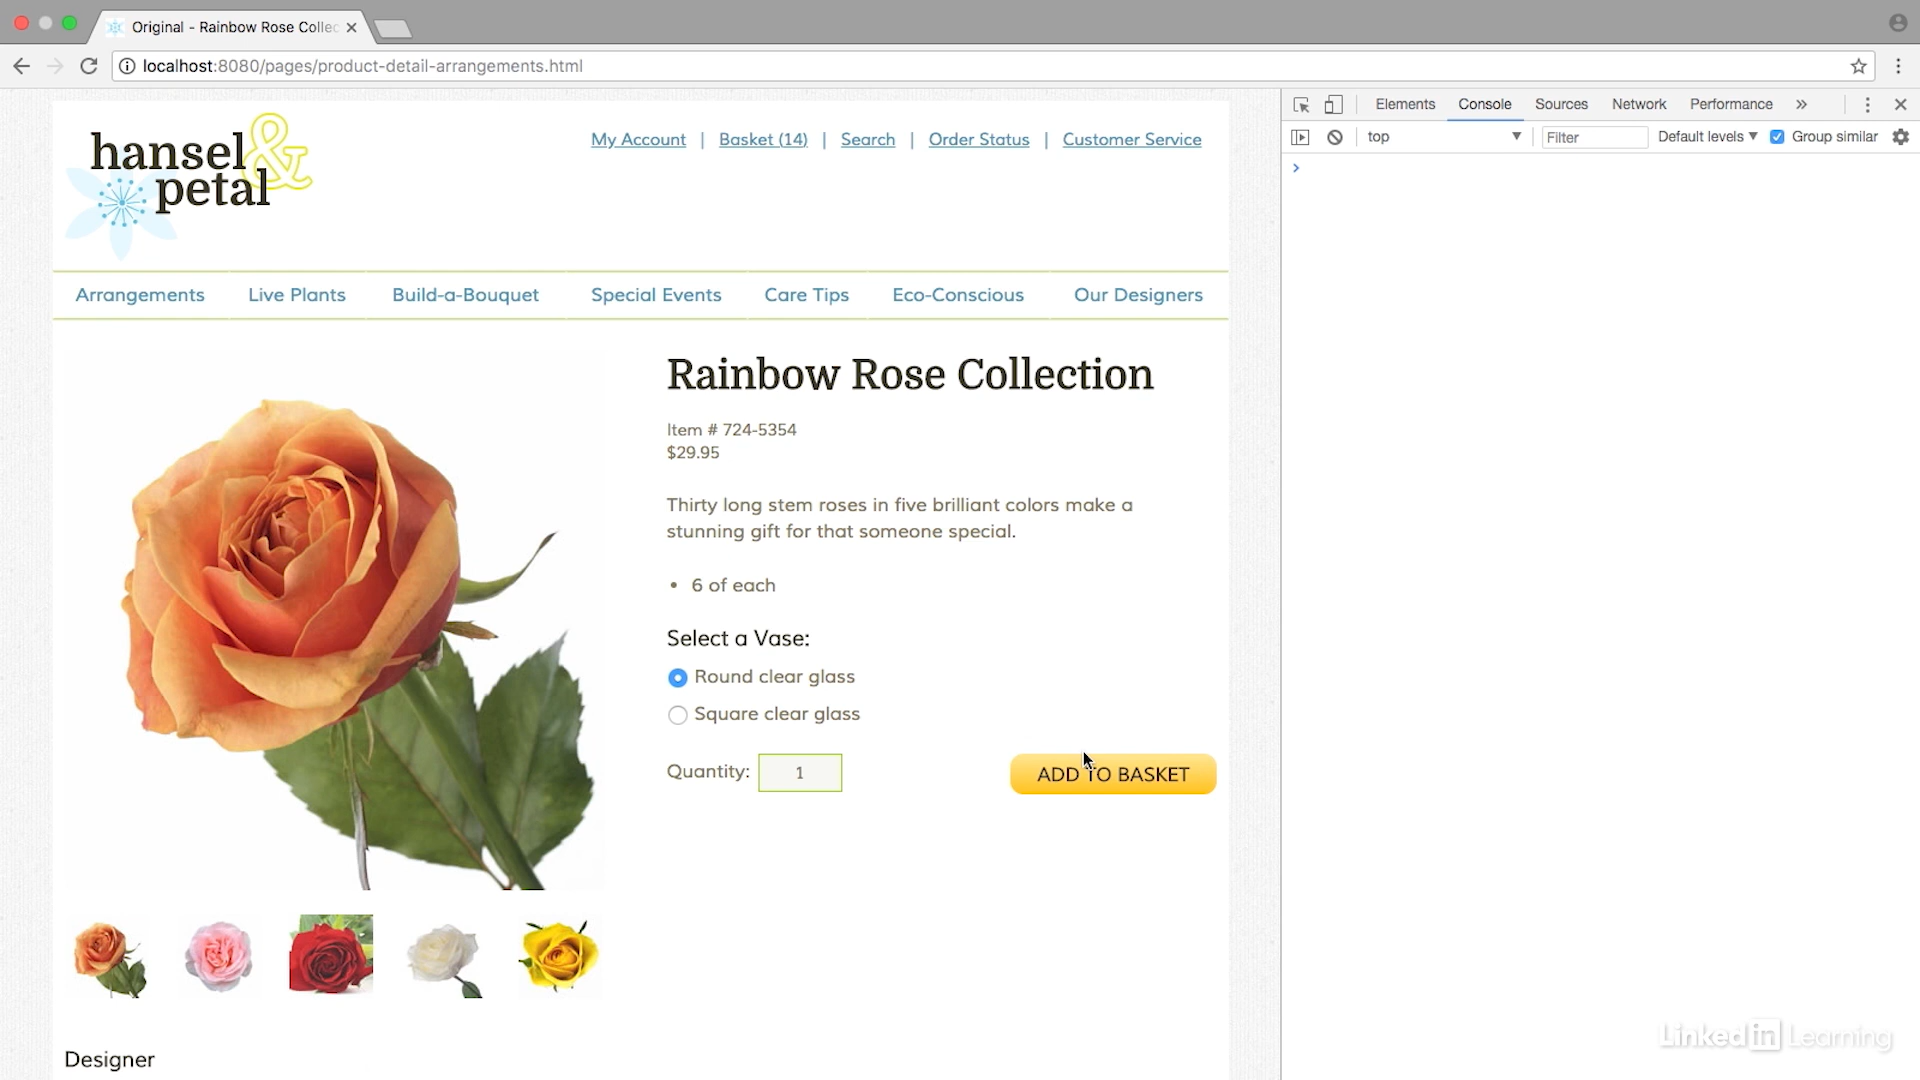 Original - Rainbow Rose Collec
localhost:8080/pages/product-detail-arrangements.html
hansel &
petal
My Account | Basket (14) | Search | Order Status | Customer Service
Arrangements Live Plants Build-a-Bouquet Special Events Care Tips Eco-Conscious Our Designers
Rainbow Rose Collection
Item # 724-5354
$29.95
Thirty long stem roses in five brilliant colors make a
stunning gift for that someone special.
• 6 of each
Select a Vase:
Round clear glass
Square clear glass
Quantity: 1
ADD TO BASKET
Designer
Elements Console Sources Network Performance »
top Filter Default levels Group similar
LinkedIn Learning